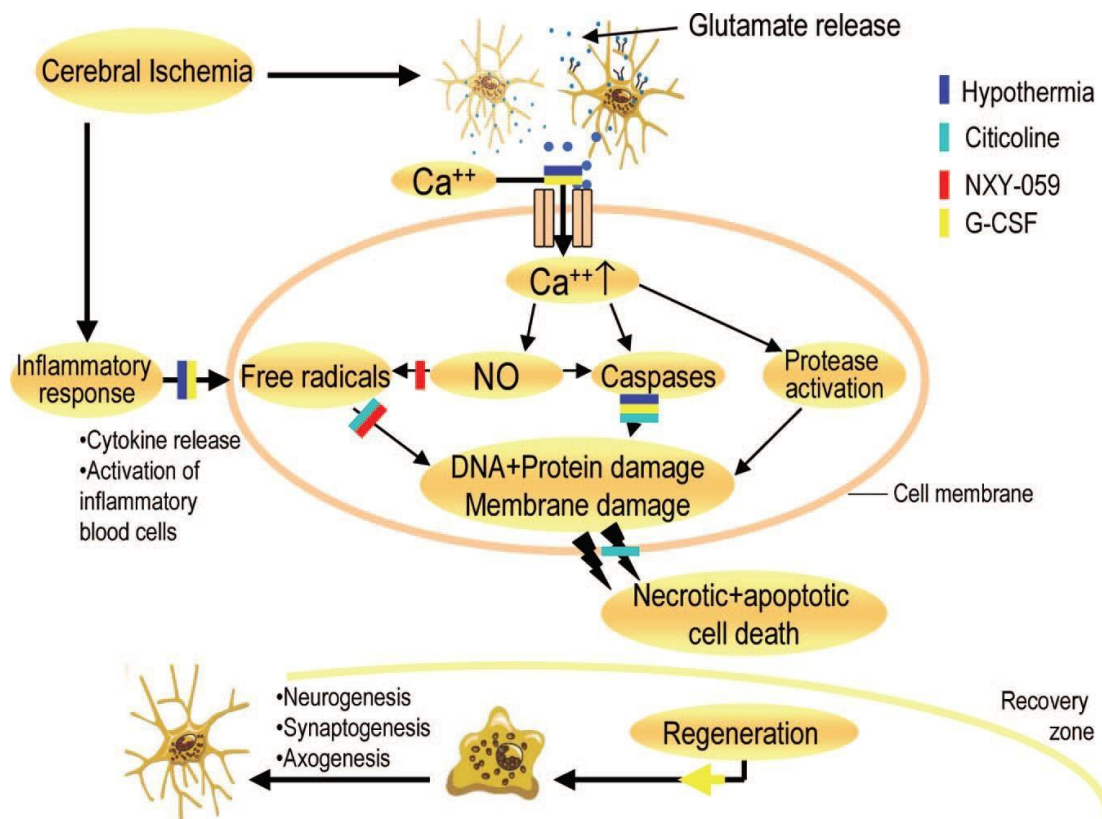 Glutamate release
Cerebral Ischemia
Hypothermia
Citicoline
NXY-059
G-CSF
Ca++
Ca++↑
Inflammatory
response
Free radicals
NO
Caspases
Protease
activation
•Cytokine release
•Activation of
inflammatory
blood cells
DNA+Protein damage
Membrane damage
Cell membrane
Necrotic+apoptotic
cell death
•Neurogenesis
•Synaptogenesis
•Axogenesis
Regeneration
Recovery
zone